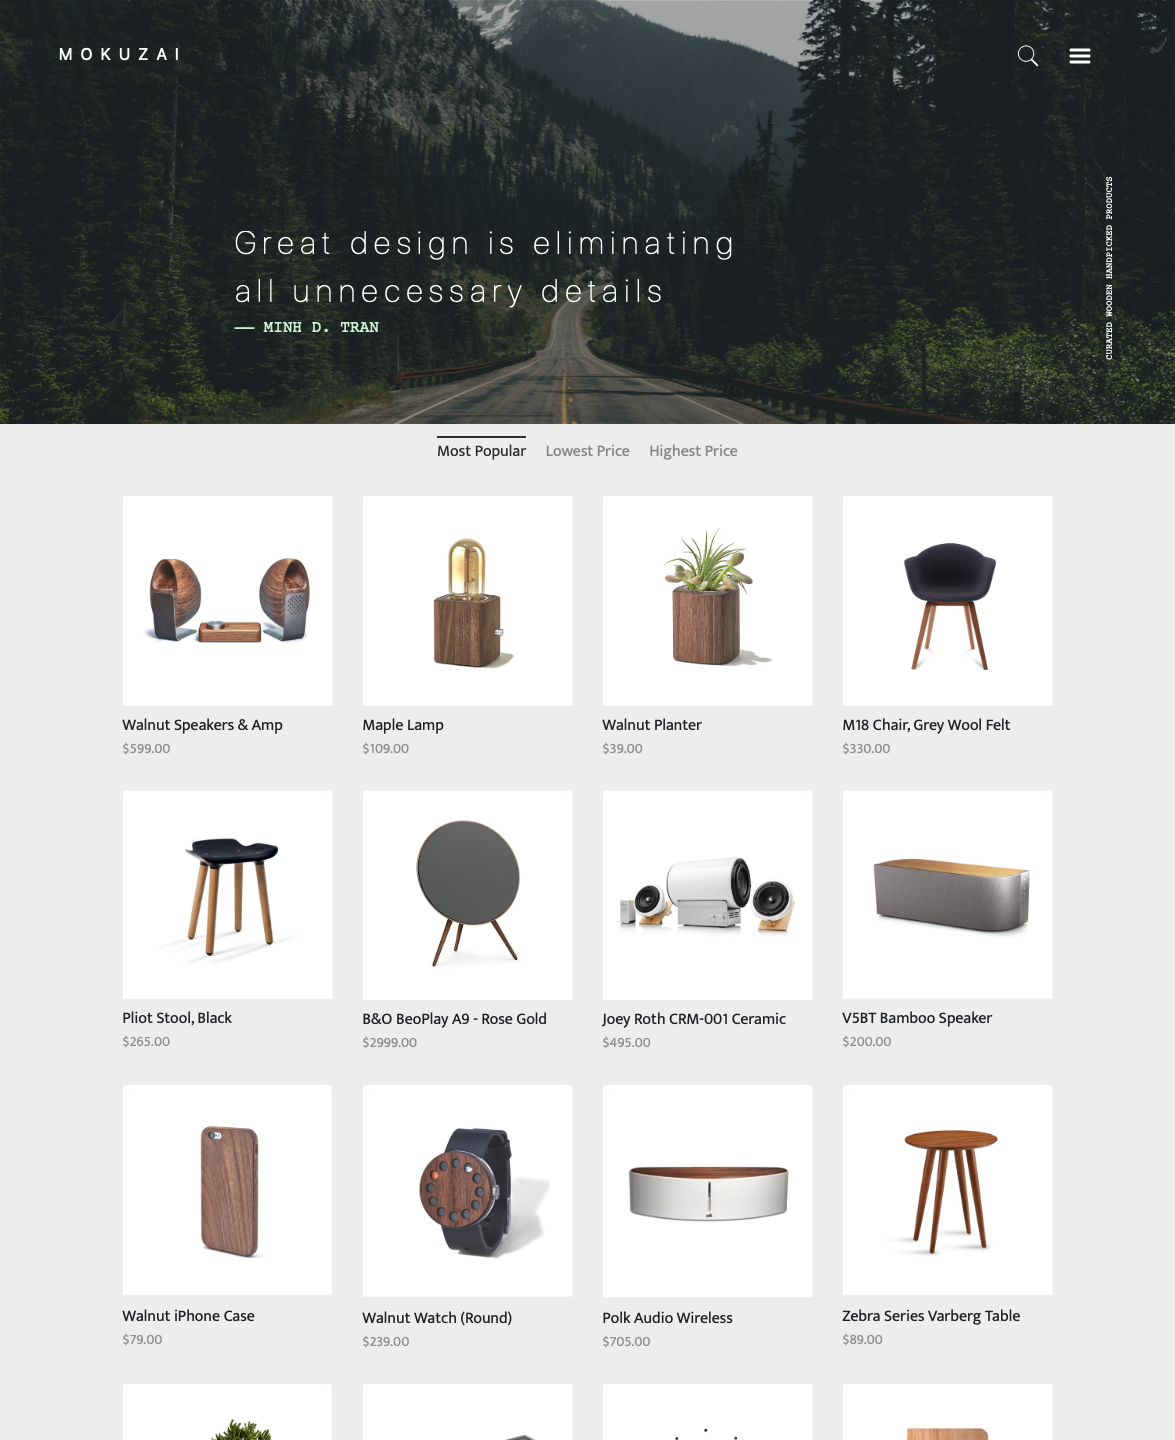 MOKUZAI
Great design is eliminating
all unnecessary details
— MINH D. TRAN
CURATED WOODEN HANDPICKED PRODUCTS
Most Popular Lowest Price Highest Price
Walnut Speakers & Amp
$599.00
Maple Lamp
$109.00
Walnut Planter
$39.00
M18 Chair, Grey Wool Felt
$330.00
Pliot Stool, Black
$265.00
B&O BeoPlay A9 - Rose Gold
$2999.00
Joey Roth CRM-001 Ceramic
$495.00
V5BT Bamboo Speaker
$200.00
Walnut iPhone Case
$79.00
Walnut Watch (Round)
$239.00
Polk Audio Wireless
$705.00
Zebra Series Varberg Table
$89.00